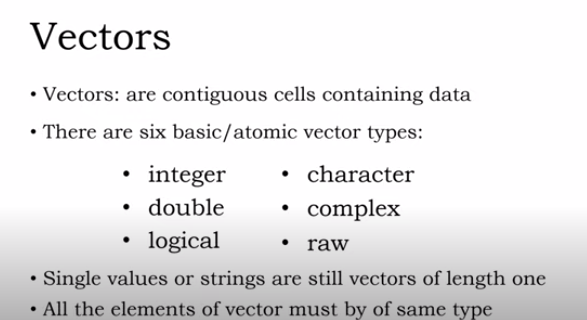 Vectors
• Vectors: are contiguous cells containing data
• There are six basic/atomic vector types:
• integer • character
• double • complex
• logical • raw
• Single values or strings are still vectors of length one
• All the elements of vector must by of same type